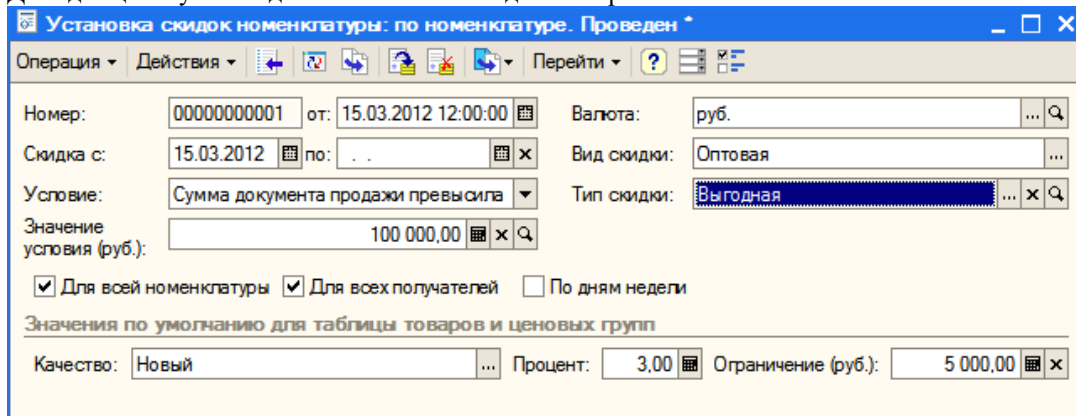 Установка скидок номенклатуры: по номенклатуре. Проведен *
Операция Действия Перейти ?
Номер: 00000000001 от: 15.03.2012 12:00:00 Валюта: руб. ...
Скидка с: 15.03.2012 по: . . Вид скидки: Оптовая ...
Условие: Сумма документа продажи превысила Тип скидки: Выгодная ...
Значение
условия (руб.): 100 000,00
Для всей номенклатуры Для всех получателей По дням недели
Значения по умолчанию для таблицы товаров и ценовых групп
Качество: Новый ... Процент: 3,00 Ограничение (руб.): 5 000,00